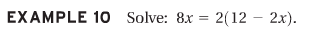 EXAMPLE 10 Solve: 8x = 2(12 − 2x).